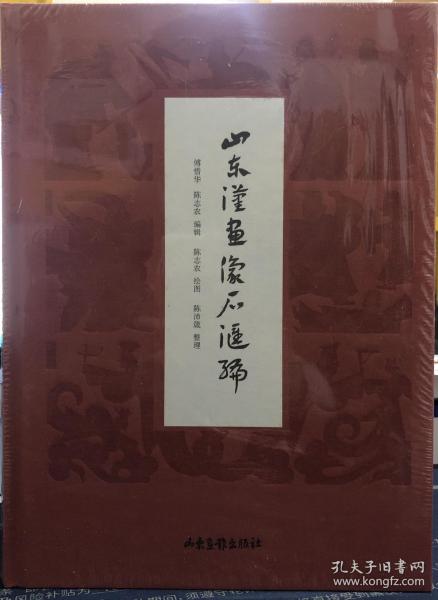 山东汉画像石汇编
傅惜华 陈志农 编辑 陈志农 绘图 陈沛箴 整理
山东画报出版社
孔夫子旧书网
kongfz.com